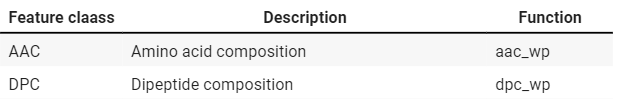 Feature claass Description Function
AAC Amino acid composition aac_wp
DPC Dipeptide composition dpc_wp